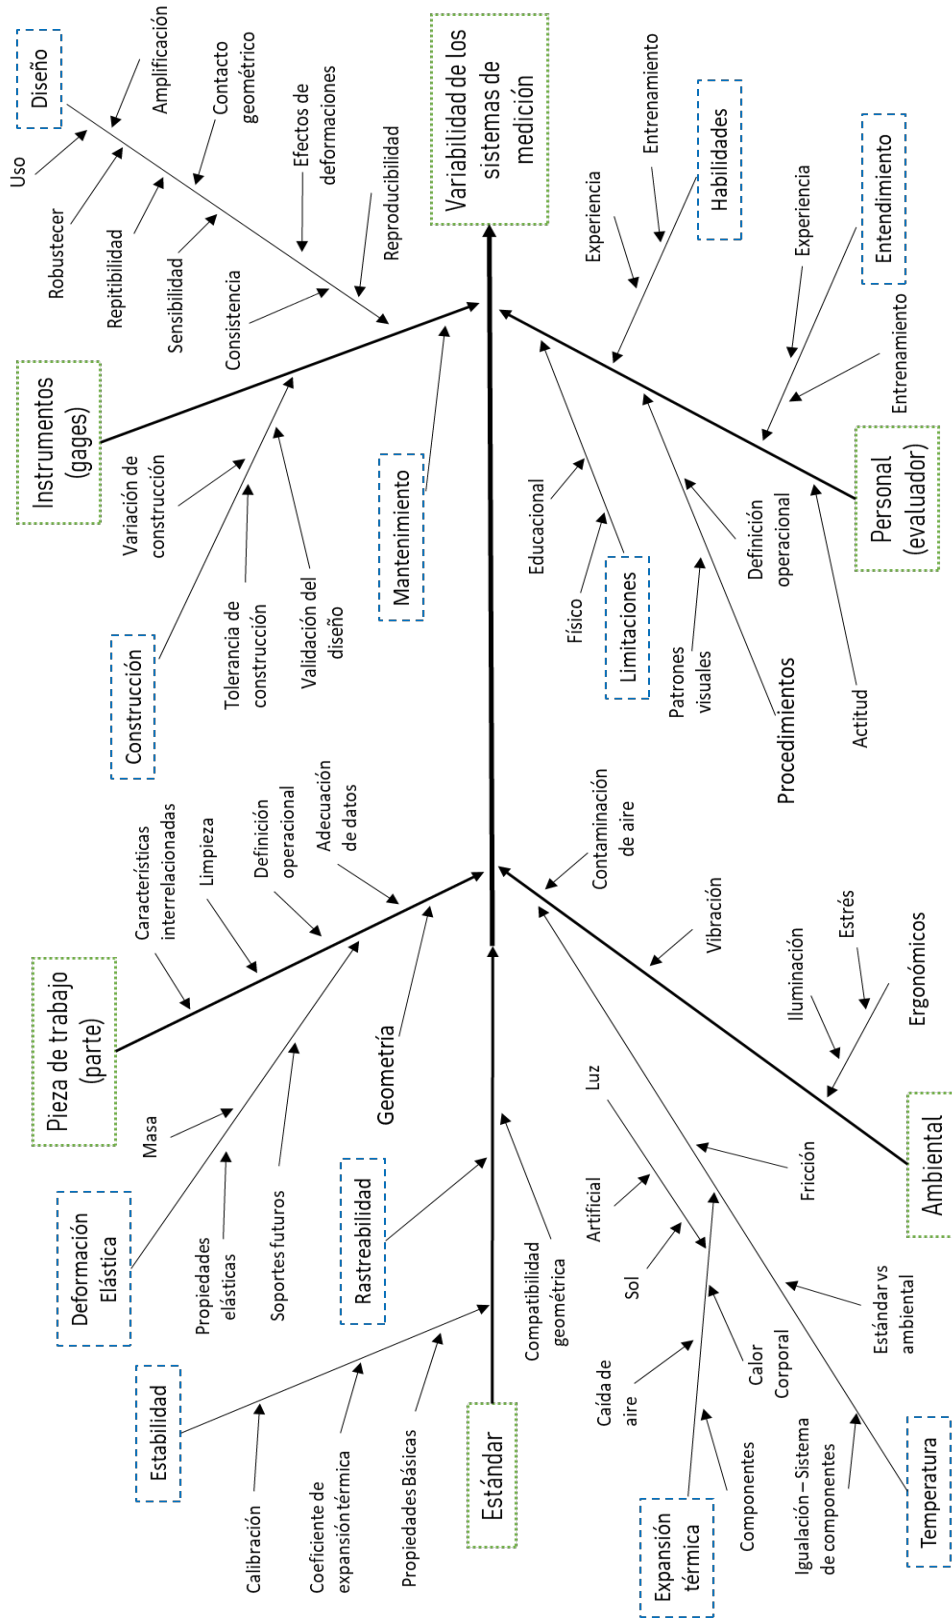 Estándar
Estabilidad
Calibración
Coeficiente de
expansión térmica
Propiedades Básicas
Rastreabilidad
Compatibilidad
geométrica
Pieza de trabajo
(parte)
Características
interrelacionadas
Limpieza
Definición
operacional
Adecuación
de datos
Deformación
Elástica
Masa
Propiedades
elásticas
Soportes futuros
Geometría
Instrumentos
(gages)
Construcción
Variación de
construcción
Tolerancia de
construcción
Validación del
diseño
Mantenimiento
Diseño
Uso
Amplificación
Robustecer
Contacto
geométrico
Repitibilidad
Sensibilidad
Efectos de
deformaciones
Consistencia
Reproducibilidad
Variabilidad de los
sistemas de
medición
Ambiental
Temperatura
Igualación – Sistema
de componentes
Estándar vs
ambiental
Fricción
Expansión
térmica
Componentes
Caída de
aire
Calor
Corporal
Sol
Artificial
Luz
Contaminación
de aire
Vibración
Iluminación
Estrés
Ergonómicos
Personal
(evaluador)
Limitaciones
Educacional
Físico
Patrones
visuales
Definición
operacional
Procedimientos
Actitud
Habilidades
Experiencia
Entrenamiento
Entendimiento
Experiencia
Entrenamiento